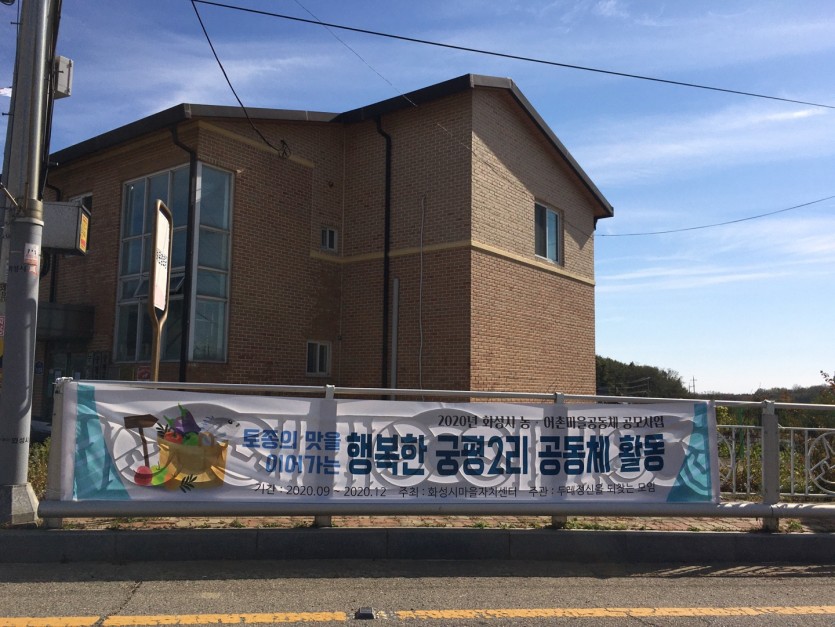 2020년 화성시 농·어촌마을공동체 공모사업
토종의 맛을
이어가는
행복한 궁평2리 공동체 활동
기간 : 2020.09 ~ 2020.12 주최 : 화성시마을자치센터 주관 : 두레정신을 되찾는 모임